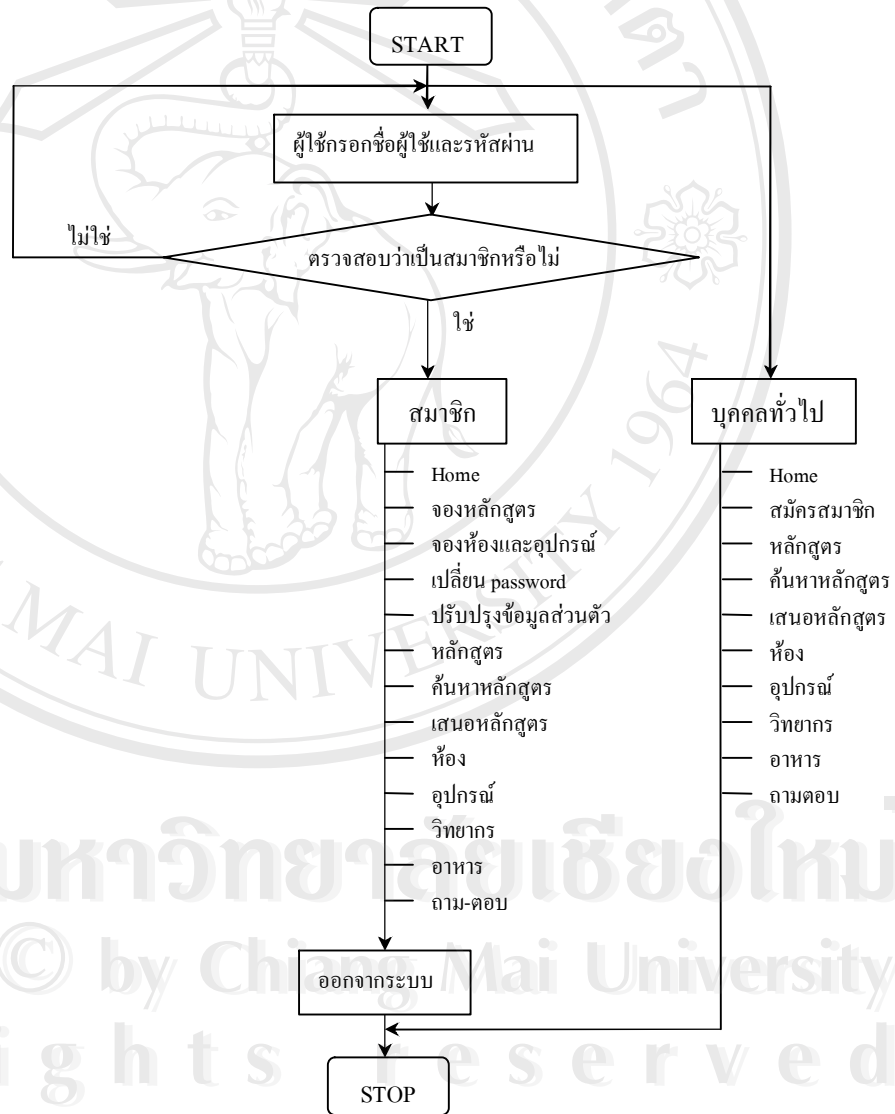 START
ผู้ใช้กรอกชื่อผู้ใช้และรหัสผ่าน
ไม่ใช่
ตรวจสอบว่าเป็นสมาชิกหรือไม่
ใช่
สมาชิก
Home
จองหลักสูตร
จองห้องและอุปกรณ์
เปลี่ยน password
ปรับปรุงข้อมูลส่วนตัว
หลักสูตร
ค้นหาหลักสูตร
เสนอหลักสูตร
ห้อง
อุปกรณ์
วิทยากร
อาหาร
ถาม-ตอบ
ออกจากระบบ
บุคคลทั่วไป
Home
สมัครสมาชิก
หลักสูตร
ค้นหาหลักสูตร
เสนอหลักสูตร
ห้อง
อุปกรณ์
วิทยากร
อาหาร
ถามตอบ
STOP
MAI UNIVERSITY 1964
มหาวิทยาลัยเชียงใหม่
© by Chiang Mai University
ights reserved